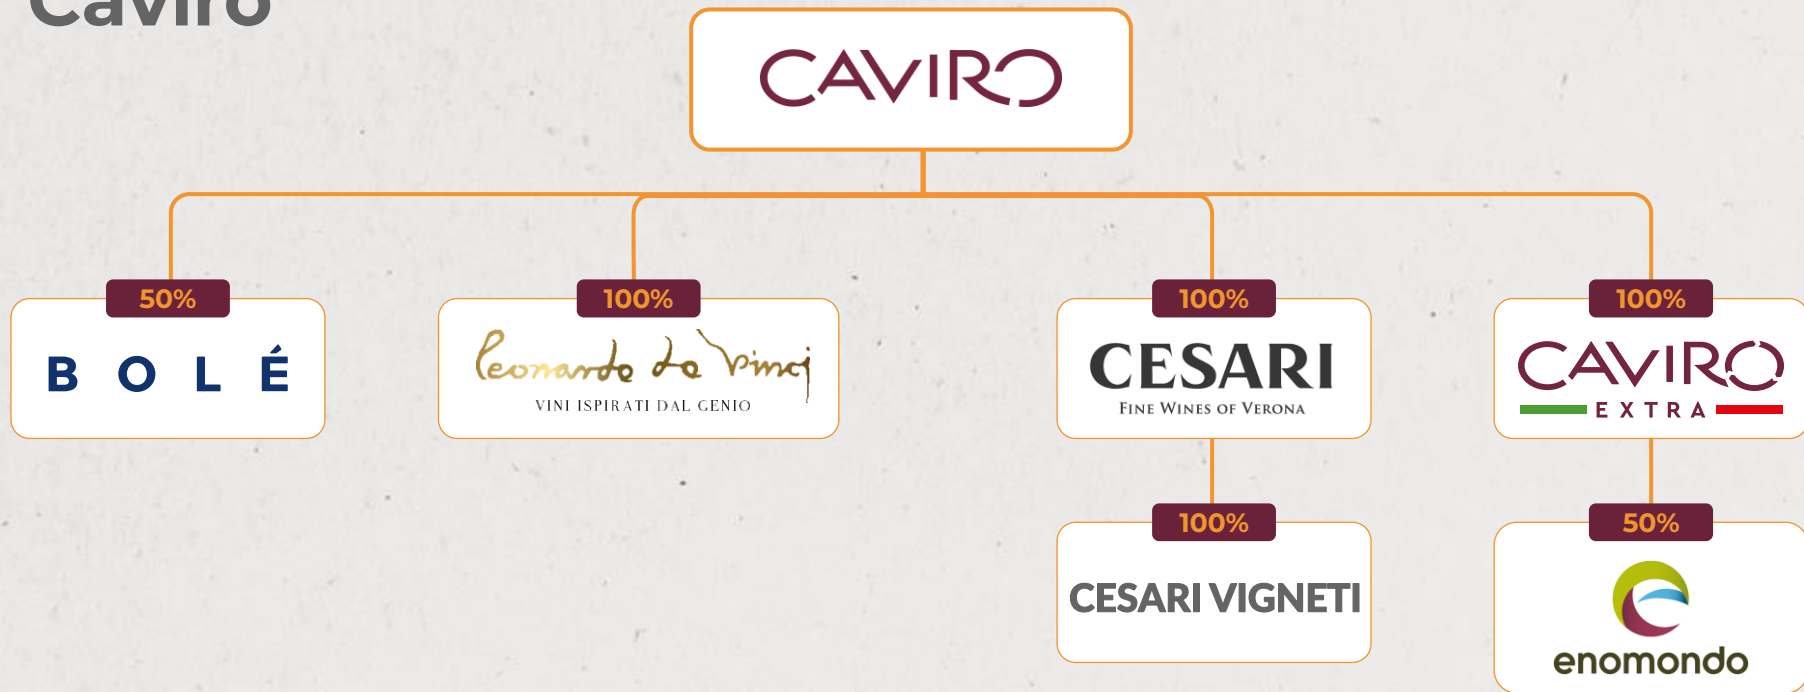 Caviro
CAVIRO
50%
BOLÉ
100%
Leonardo da Vinci
VINI ISPIRATI DAL GENIO
100%
CESARI
FINE WINES OF VERONA
100%
CAVIRO
EXTRA
100%
CESARI VIGNETI
50%
enomondo